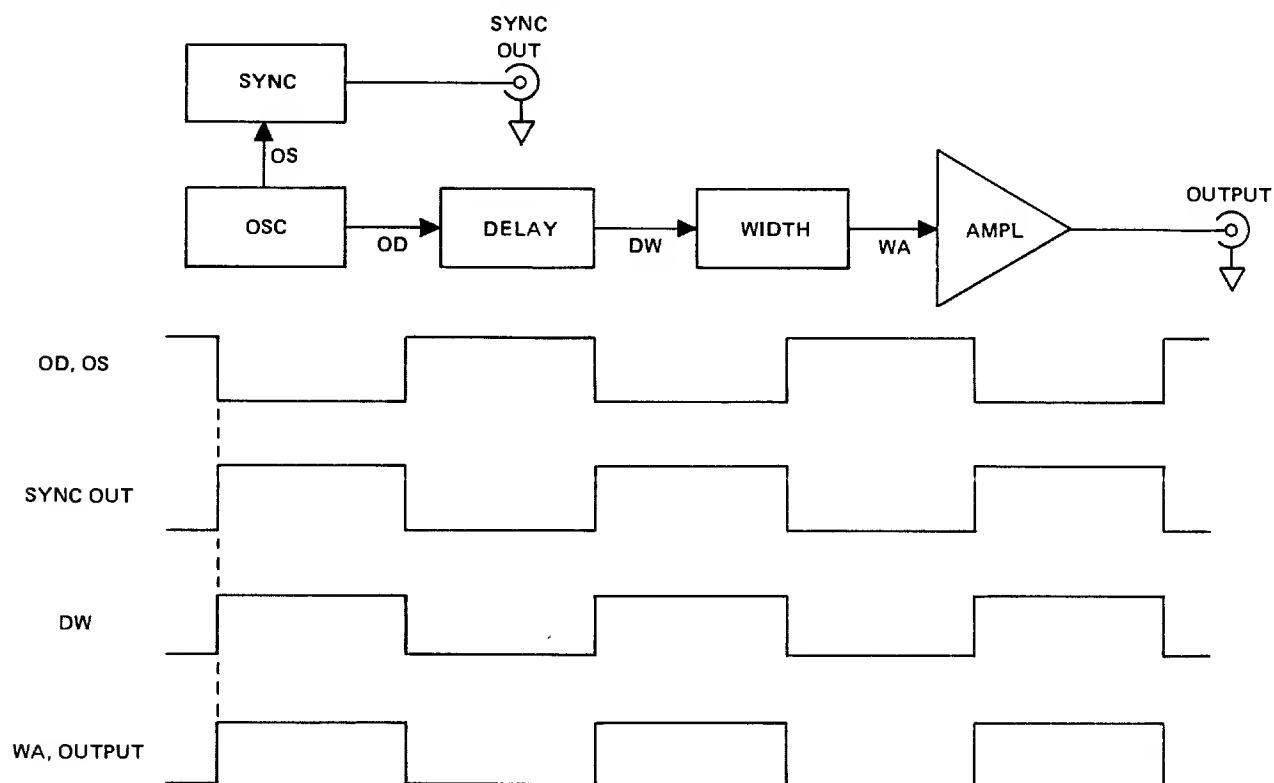 SYNC
OUT
SYNC
OS
OSC
OD
DELAY
DW
WIDTH
WA
AMPL
OUTPUT
OD, OS
SYNC OUT
DW
WA, OUTPUT